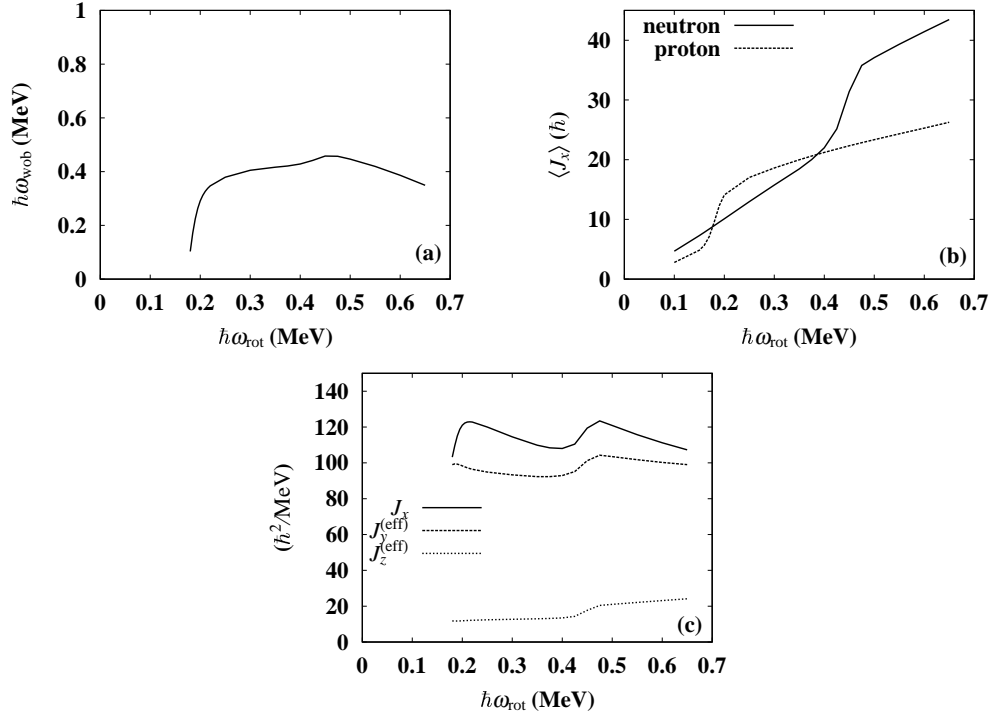 1
0.8
0.6
0.4
0.2
0
ħω_wob (MeV)
(a)
0 0.1 0.2 0.3 0.4 0.5 0.6 0.7
ħω_rot (MeV)
neutron
proton
40
30
20
10
0
⟨J_x⟩ (ħ)
(b)
0 0.1 0.2 0.3 0.4 0.5 0.6 0.7
ħω_rot (MeV)
140
120
100
80
60
40
20
0
(ħ²/MeV)
J_x
J_y^(eff)
J_z^(eff)
(c)
0 0.1 0.2 0.3 0.4 0.5 0.6 0.7
ħω_rot (MeV)